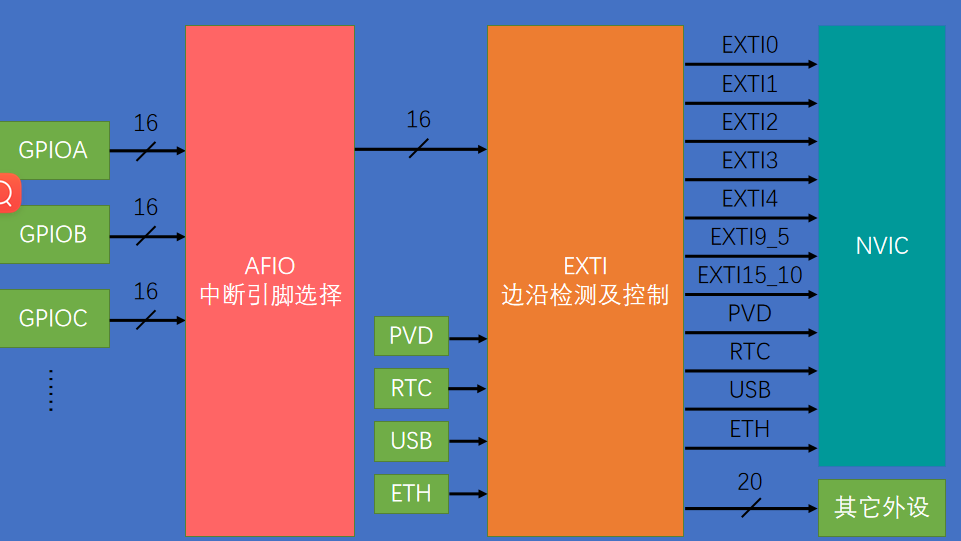 GPIOA
16
GPIOB
16
GPIOC
16
......
AFIO
中断引脚选择
16
PVD
RTC
USB
ETH
EXTI
边沿检测及控制
EXTI0
EXTI1
EXTI2
EXTI3
EXTI4
EXTI9_5
EXTI15_10
PVD
RTC
USB
ETH
20
NVIC
其它外设